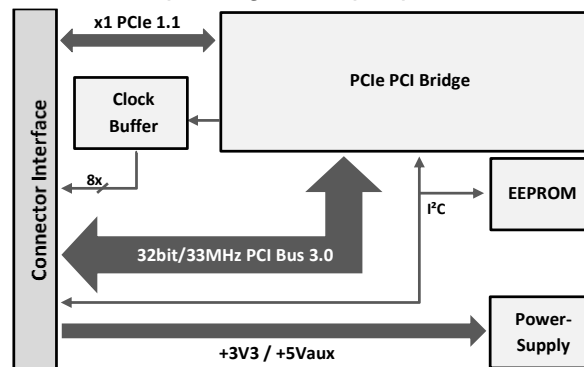 x1 PCIe 1.1
PCIe PCI Bridge
Clock
Buffer
Connector Interface
8x
I²C
EEPROM
32bit/33MHz PCI Bus 3.0
Power-
Supply
+3V3 / +5Vaux